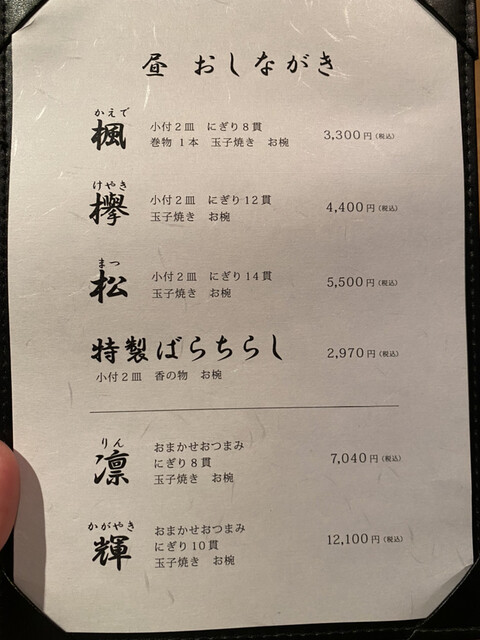 昼 おしながき
かえで
楓
小付2皿 にぎり8貫
巻物 1本 玉子焼き お椀
3,300円(税込)
けやき
欅
小付2皿 にぎり12貫
玉子焼き お椀
4,400円(税込)
まつ
松
小付2皿 にぎり14貫
玉子焼き お椀
5,500円(税込)
特製ばらちらし
2,970円(税込)
小付2皿 香の物 お椀
りん
凛
おまかせおつまみ
にぎり8貫
玉子焼き お椀
7,040円(税込)
かがやき
輝
おまかせおつまみ
にぎり10貫
玉子焼き お椀
12,100円(税込)